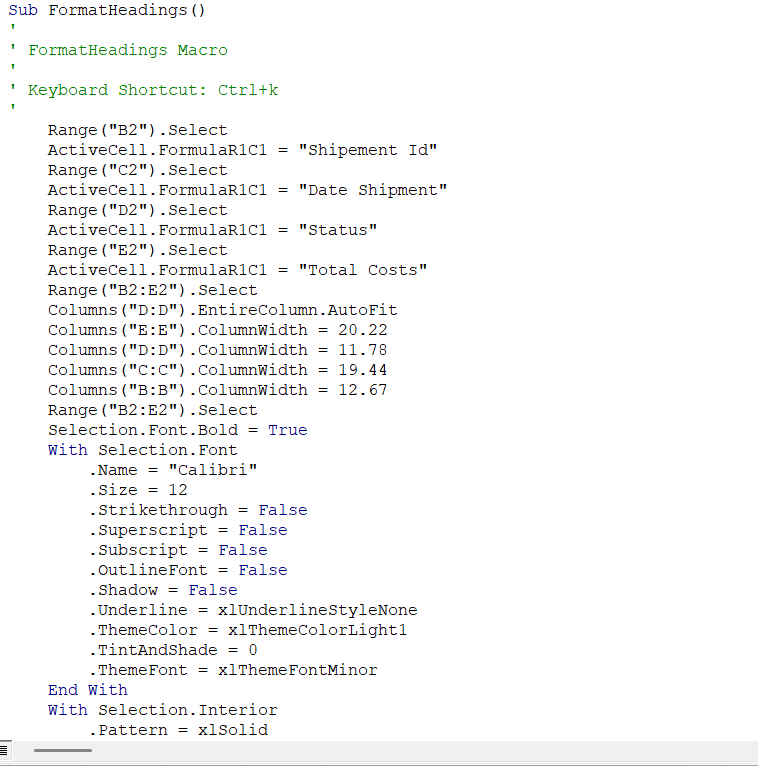 Sub FormatHeadings()
'
' FormatHeadings Macro
'
' Keyboard Shortcut: Ctrl+k
'
    Range("B2").Select
    ActiveCell.FormulaR1C1 = "Shipement Id"
    Range("C2").Select
    ActiveCell.FormulaR1C1 = "Date Shipment"
    Range("D2").Select
    ActiveCell.FormulaR1C1 = "Status"
    Range("E2").Select
    ActiveCell.FormulaR1C1 = "Total Costs"
    Range("B2:E2").Select
    Columns("D:D").EntireColumn.AutoFit
    Columns("E:E").ColumnWidth = 20.22
    Columns("D:D").ColumnWidth = 11.78
    Columns("C:C").ColumnWidth = 19.44
    Columns("B:B").ColumnWidth = 12.67
    Range("B2:E2").Select
    Selection.Font.Bold = True
    With Selection.Font
        .Name = "Calibri"
        .Size = 12
        .Strikethrough = False
        .Superscript = False
        .Subscript = False
        .OutlineFont = False
        .Shadow = False
        .Underline = xlUnderlineStyleNone
        .ThemeColor = xlThemeColorLight1
        .TintAndShade = 0
        .ThemeFont = xlThemeFontMinor
    End With
    With Selection.Interior
        .Pattern = xlSolid